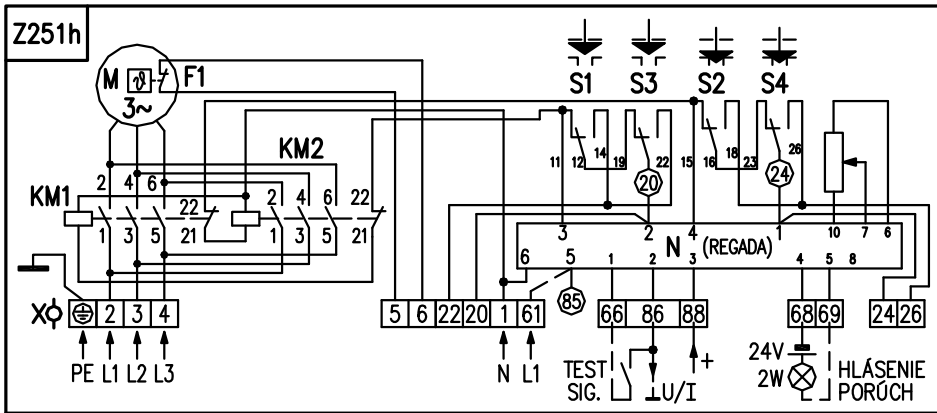 Z251h
M ϑ F1
3~
S1 S3 S2 S4
KM2
11 12 14 19 22 15 16 18 23 26
20 24
2 4 6 22
2 4 6 22
KM1
1 3 5 21
1 3 5 21
3 2 N (REGADA) 4 1 10 7 6
6 5 1 2 3 4 5 8
85
X 2 3 4
5 6 22 20 1 61
66 86 88
68 69
24 26
PE L1 L2 L3
N L1
TEST
SIG.
U/I
+
24V
2W
HLÁSENIE
PORÚCH